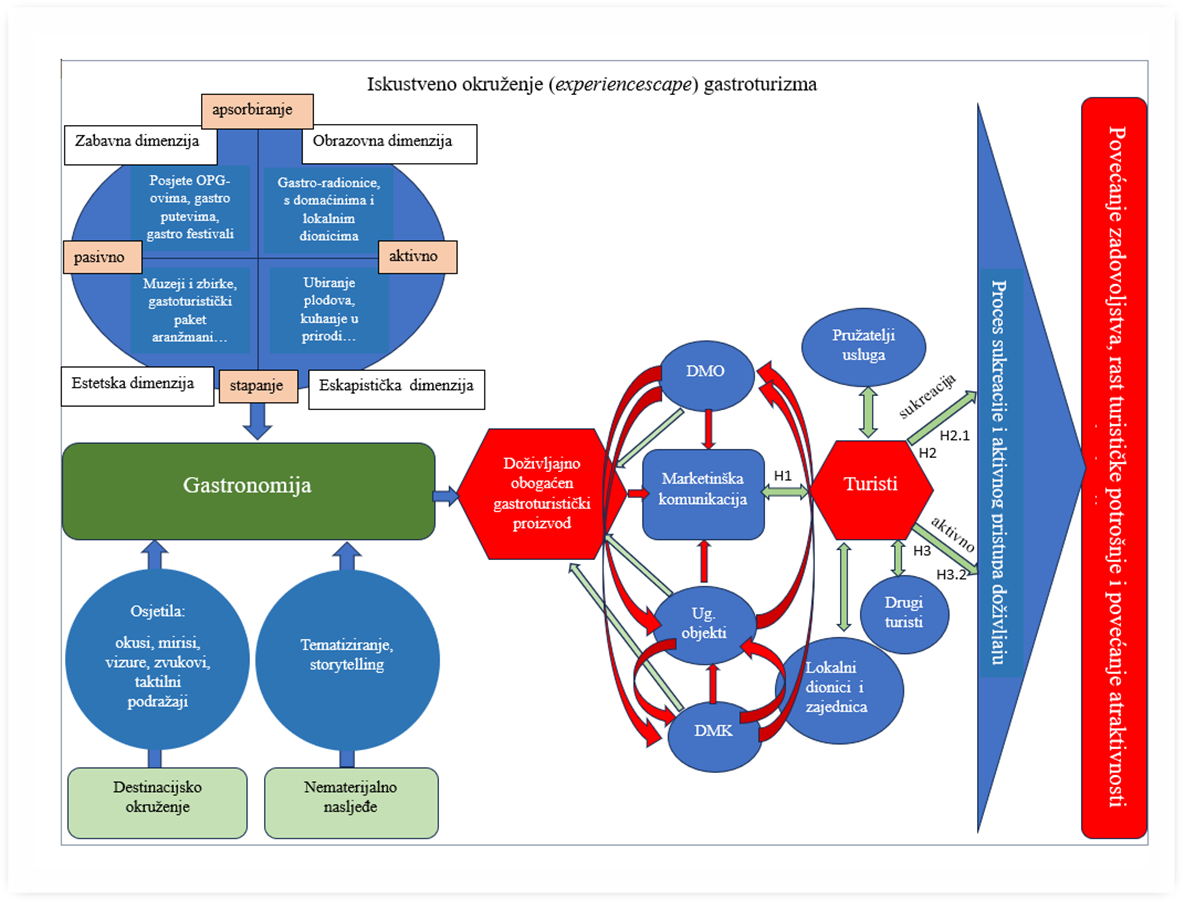 Iskustveno okruženje (experiencescape) gastroturizma
apsorbiranje
Zabavna dimenzija
Obrazovna dimenzija
Posjete OPG-
ovima, gastro
putevima,
gastro festivali
Gastro-radionice,
s domaćinima i
lokalnim
dionicima
pasivno
aktivno
Muzeji i zbirke,
gastoturistički
paket
aranžmani…
Ubiranje
plodova,
kuhanje u
prirodi…
Estetska dimenzija
stapanje
Eskapistička dimenzija
Gastronomija
Osjetila:
okusi, mirisi,
vizure, zvukovi,
taktilni
podražaji
Tematiziranje,
storytelling
Destinacijsko
okruženje
Nematerijalno
nasljeđe
Doživljajno
obogaćen
gastroturistički
proizvod
DMO
Marketinška
komunikacija
Ug.
objekti
DMK
H1
Pružatelji
usluga
Turisti
sukreacija
H2.1
H2
aktivno
H3
H3.2
Drugi
turisti
Lokalni
dionici i
zajednica
Proces sukreacije i aktivnog pristupa doživljaju
Povećanje zadovoljstva, rast turističke potrošnje i povećanje atraktivnosti